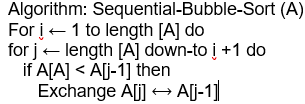 Algorithm: Sequential-Bubble-Sort (A)
For i ← 1 to length [A] do
for j ← length [A] down-to i +1 do
if A[A] < A[j-1] then
Exchange A[j] ↔ A[j-1]